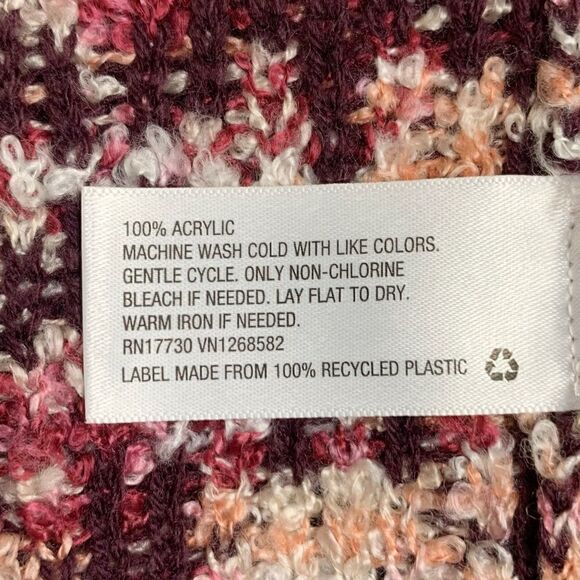 100% ACRYLIC
MACHINE WASH COLD WITH LIKE COLORS.
GENTLE CYCLE. ONLY NON-CHLORINE
BLEACH IF NEEDED. LAY FLAT TO DRY.
WARM IRON IF NEEDED.
RN17730 VN1268582
LABEL MADE FROM 100% RECYCLED PLASTIC